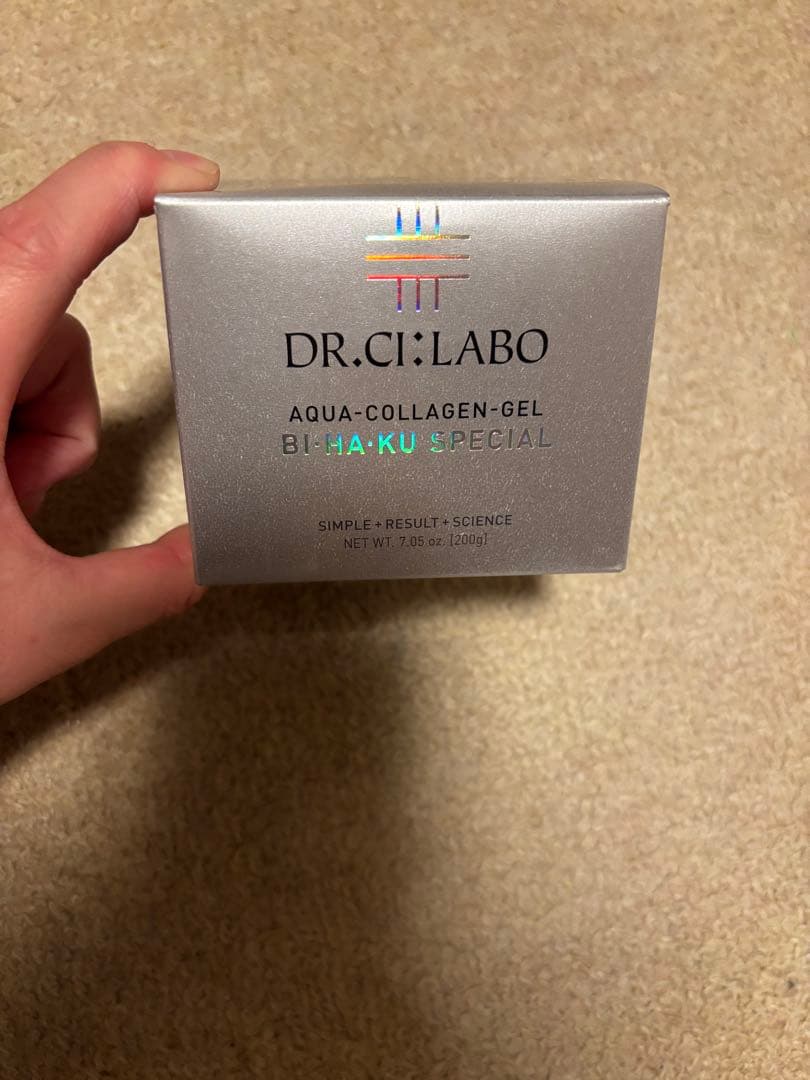 DR.CI:LABO
AQUA-COLLAGEN-GEL
BI·HA·KU SPECIAL
SIMPLE+RESULT+SCIENCE
NET WT. 7.05 oz. [200g]